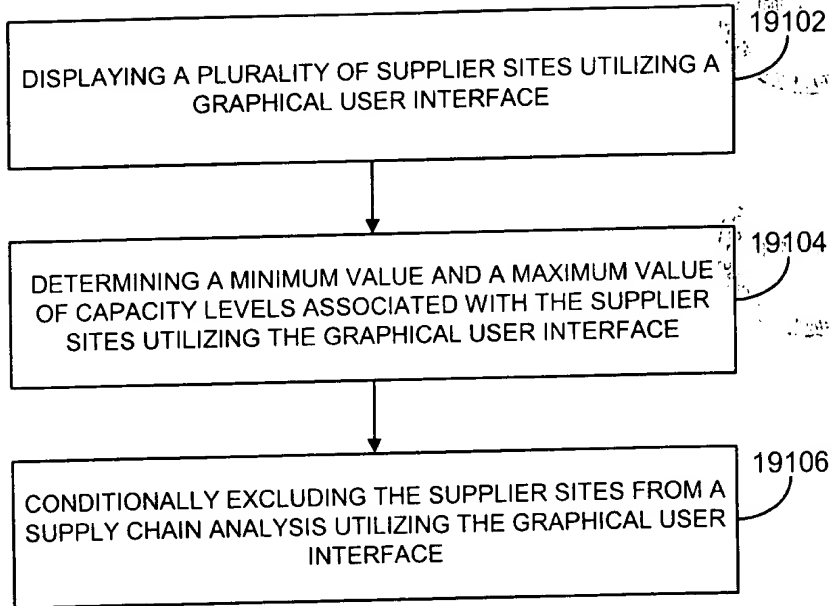 19102
DISPLAYING A PLURALITY OF SUPPLIER SITES UTILIZING A
GRAPHICAL USER INTERFACE
19104
DETERMINING A MINIMUM VALUE AND A MAXIMUM VALUE
OF CAPACITY LEVELS ASSOCIATED WITH THE SUPPLIER
SITES UTILIZING THE GRAPHICAL USER INTERFACE
19106
CONDITIONALLY EXCLUDING THE SUPPLIER SITES FROM A
SUPPLY CHAIN ANALYSIS UTILIZING THE GRAPHICAL USER
INTERFACE